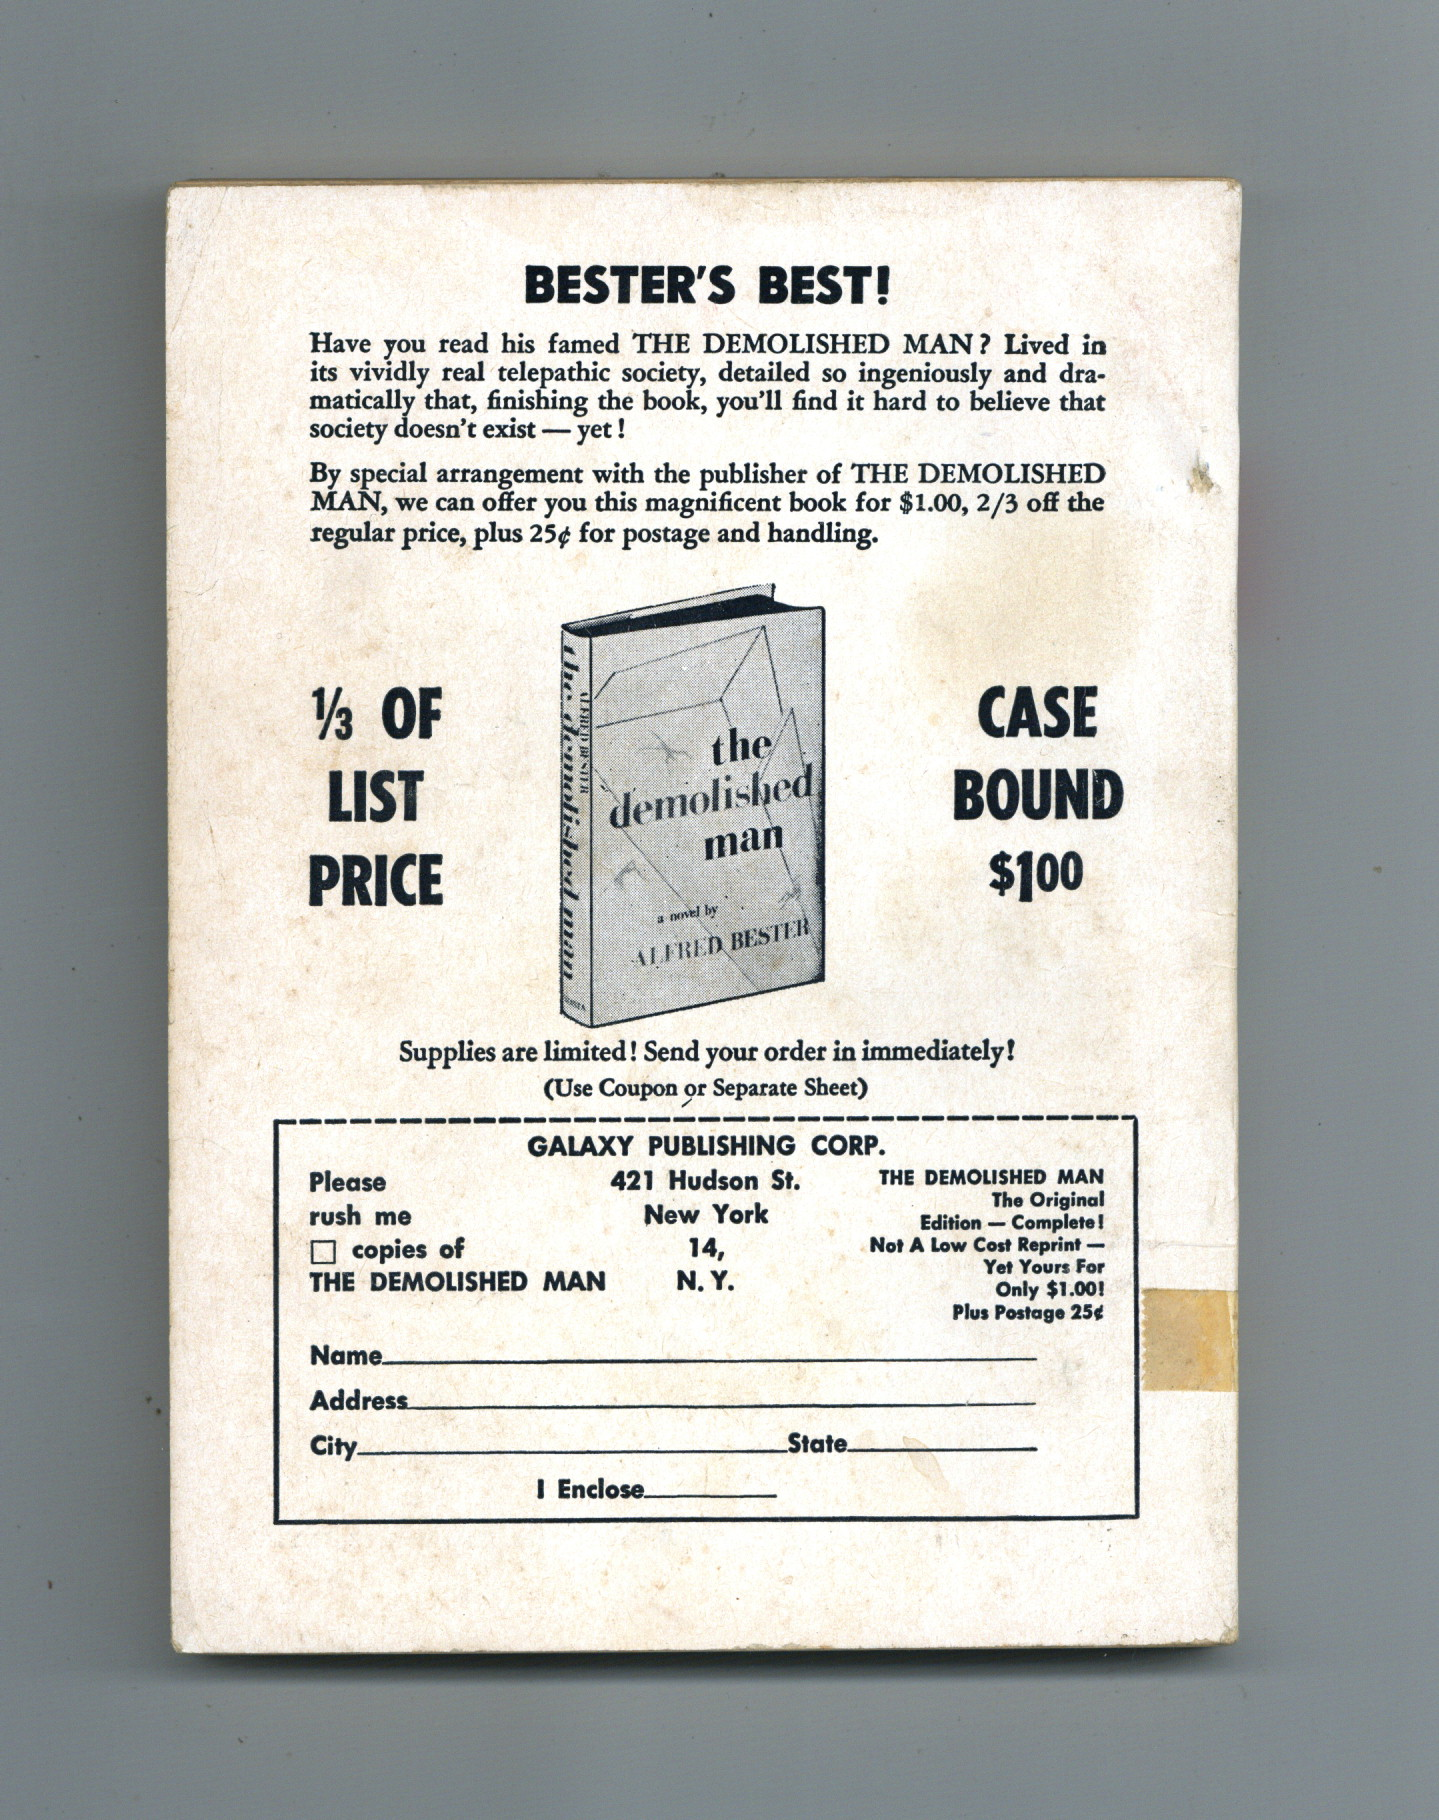 BESTER'S BEST!
Have you read his famed THE DEMOLISHED MAN? Lived in
its vividly real telepathic society, detailed so ingeniously and dra-
matically that, finishing the book, you'll find it hard to believe that
society doesn't exist — yet!
By special arrangement with the publisher of THE DEMOLISHED
MAN, we can offer you this magnificent book for $1.00, 2/3 off the
regular price, plus 25¢ for postage and handling.
⅓ OF
LIST
PRICE
the demolished man
ALFRED BESTER
the
demolished
man
a novel by
ALFRED BESTER
CASE
BOUND
$100
Supplies are limited! Send your order in immediately!
(Use Coupon or Separate Sheet)
GALAXY PUBLISHING CORP.
Please
rush me
copies of
THE DEMOLISHED MAN
421 Hudson St.
New York
14,
N. Y.
THE DEMOLISHED MAN
The Original
Edition — Complete!
Not A Low Cost Reprint —
Yet Yours For
Only $1.00!
Plus Postage 25¢
Name
Address
City State
I Enclose